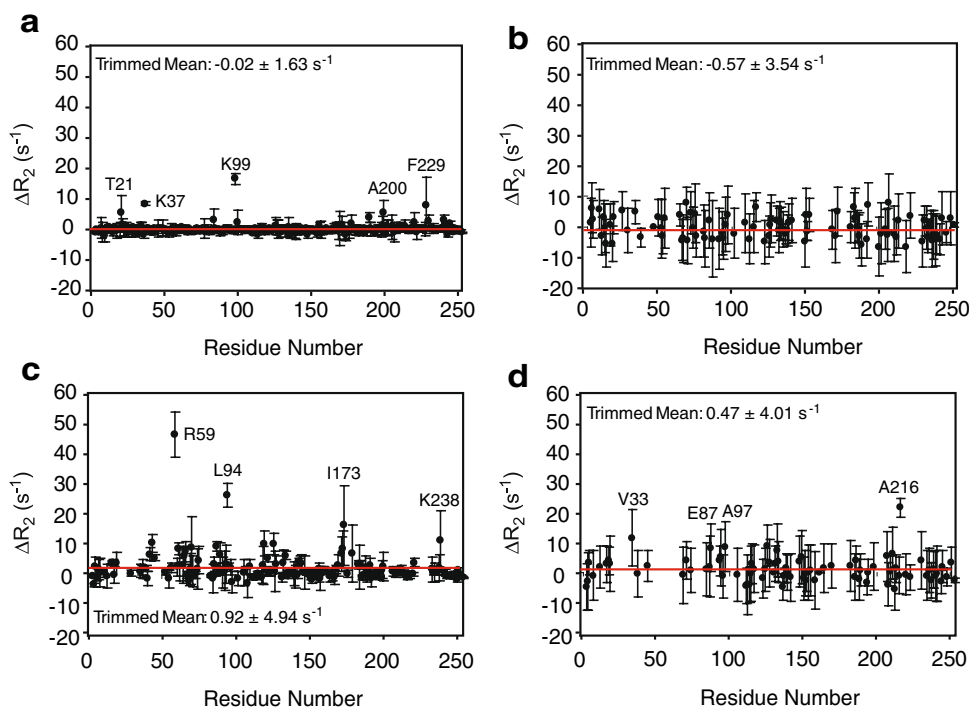 a
60
50
40
30
20
10
0
-10
-20
ΔR2 (s-1)
Trimmed Mean: -0.02 ± 1.63 s-1
T21
K37
K99
A200
F229
0 50 100 150 200 250
Residue Number
b
60
50
40
30
20
10
0
-10
-20
ΔR2 (s-1)
Trimmed Mean: -0.57 ± 3.54 s-1
0 50 100 150 200 250
Residue Number
c
60
50
40
30
20
10
0
-10
-20
ΔR2 (s-1)
R59
L94
I173
K238
Trimmed Mean: 0.92 ± 4.94 s-1
0 50 100 150 200 250
Residue Number
d
60
50
40
30
20
10
0
-10
-20
ΔR2 (s-1)
Trimmed Mean: 0.47 ± 4.01 s-1
V33
E87 A97
A216
0 50 100 150 200 250
Residue Number